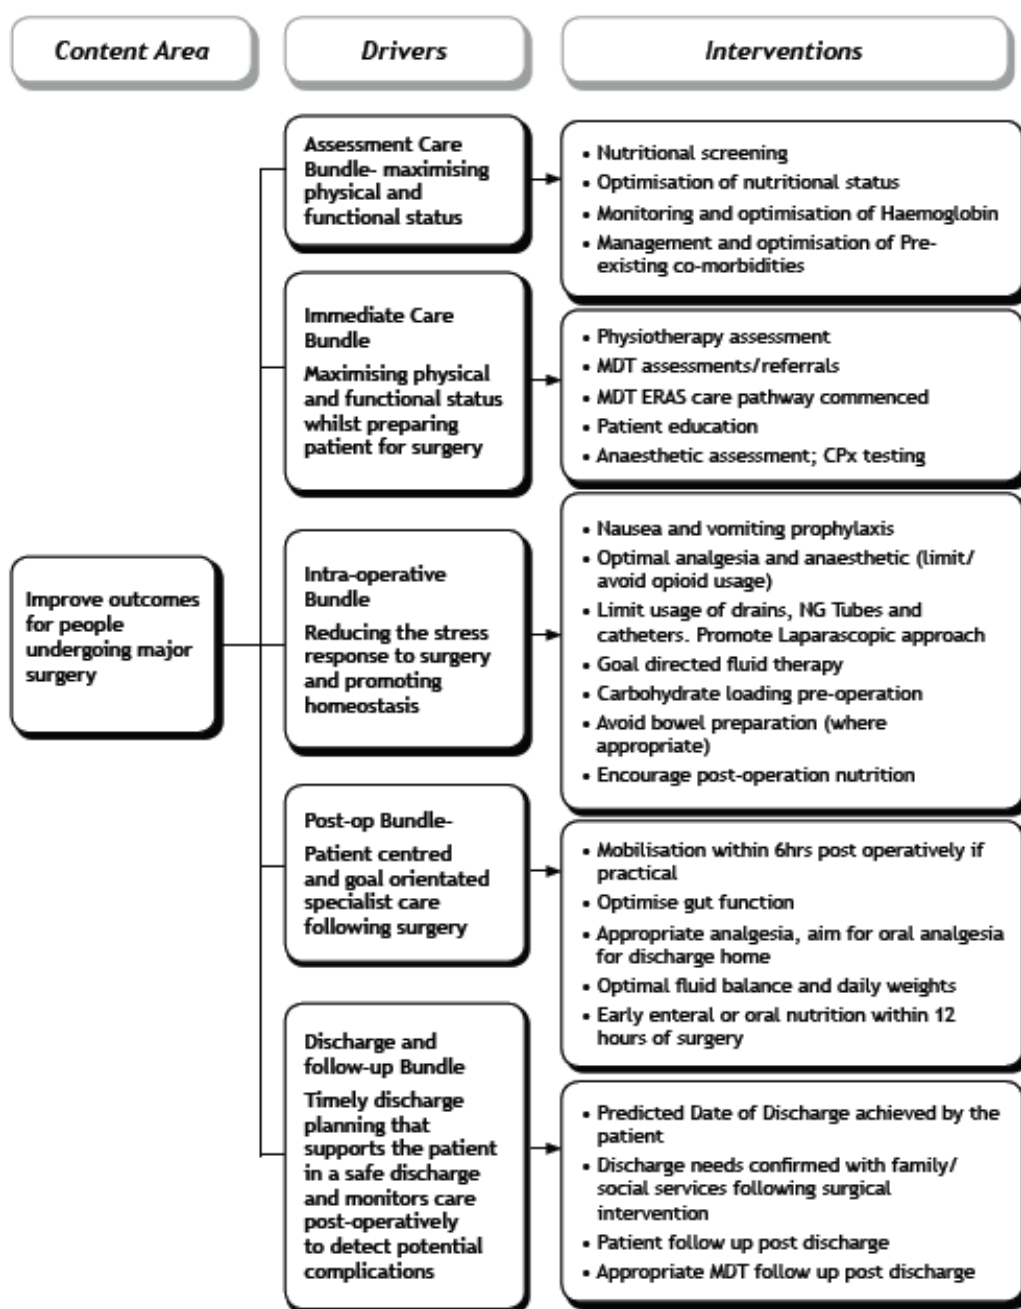 Content Area
Drivers
Interventions
Improve outcomes
for people
undergoing major
surgery
Assessment Care
Bundle- maximising
physical and
functional status
• Nutritional screening
• Optimisation of nutritional status
• Monitoring and optimisation of Haemoglobin
• Management and optimisation of Pre-
existing co-morbidities
Immediate Care
Bundle
Maximising physical
and functional status
whilst preparing
patient for surgery
• Physiotherapy assessment
• MDT assessments/referrals
• MDT ERAS care pathway commenced
• Patient education
• Anaesthetic assessment; CPx testing
Intra-operative
Bundle
Reducing the stress
response to surgery
and promoting
homeostasis
• Nausea and vomiting prophylaxis
• Optimal analgesia and anaesthetic (limit/
avoid opioid usage)
• Limit usage of drains, NG Tubes and
catheters. Promote Laparascopic approach
• Goal directed fluid therapy
• Carbohydrate loading pre-operation
• Avoid bowel preparation (where
appropriate)
• Encourage post-operation nutrition
Post-op Bundle-
Patient centred
and goal orientated
specialist care
following surgery
• Mobilisation within 6hrs post operatively if
practical
• Optimise gut function
• Appropriate analgesia, aim for oral analgesia
for discharge home
• Optimal fluid balance and daily weights
• Early enteral or oral nutrition within 12
hours of surgery
Discharge and
follow-up Bundle
Timely discharge
planning that
supports the patient
in a safe discharge
and monitors care
post-operatively
to detect potential
complications
• Predicted Date of Discharge achieved by the
patient
• Discharge needs confirmed with family/
social services following surgical
intervention
• Patient follow up post discharge
• Appropriate MDT follow up post discharge